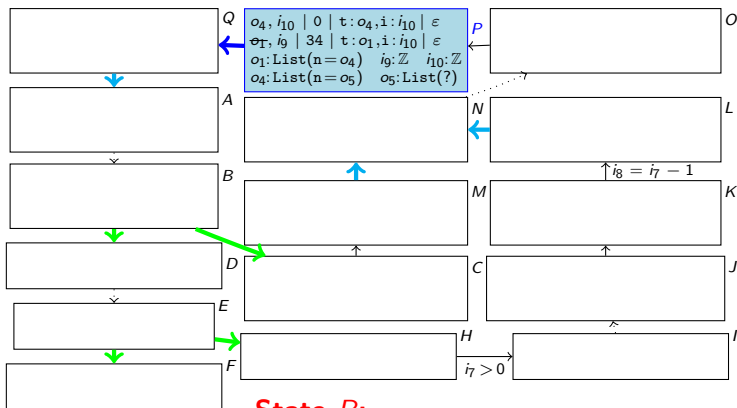 Q
o₄, i₁₀ | 0 | t:o₄,i:i₁₀ | ε
o₁, i₉ | 34 | t:o₁,i:i₁₀ | ε
o₁:List(n=o₄) i₉:ℤ i₁₀:ℤ
o₄:List(n=o₅) o₅:List(?)
P
O
A
N
L
B
i₈ = i₇ − 1
M
K
D
C
J
E
H
I
F
i₇ > 0